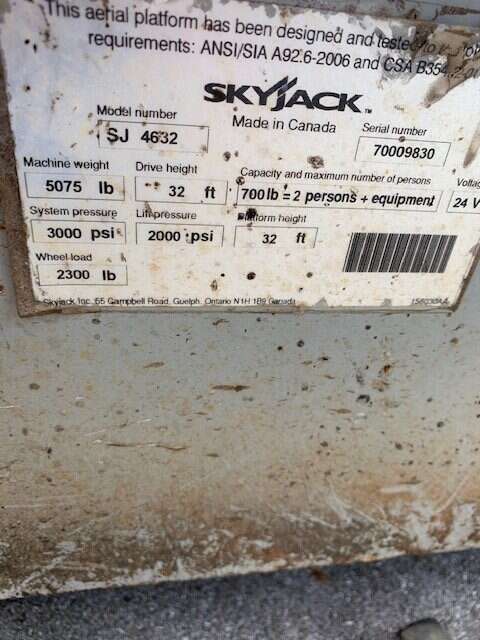 This aerial platform has been designed and tested to
requirements: ANSI/SIA A92.6-2006 and CSA B354.2
SKYJACK™
Made in Canada
Model number
SJ 4632
Serial number
70009830
Machine weight
5075 lb
Drive height
32 ft
Capacity and maximum number of persons
700 lb = 2 persons + equipment
24 V
System pressure
3000 psi
Lift pressure
2000 psi
Platform height
32 ft
Wheel load
2300 lb
Skyjack Inc. 55 Campbell Road, Guelph, Ontario N1H 1B9 Canada